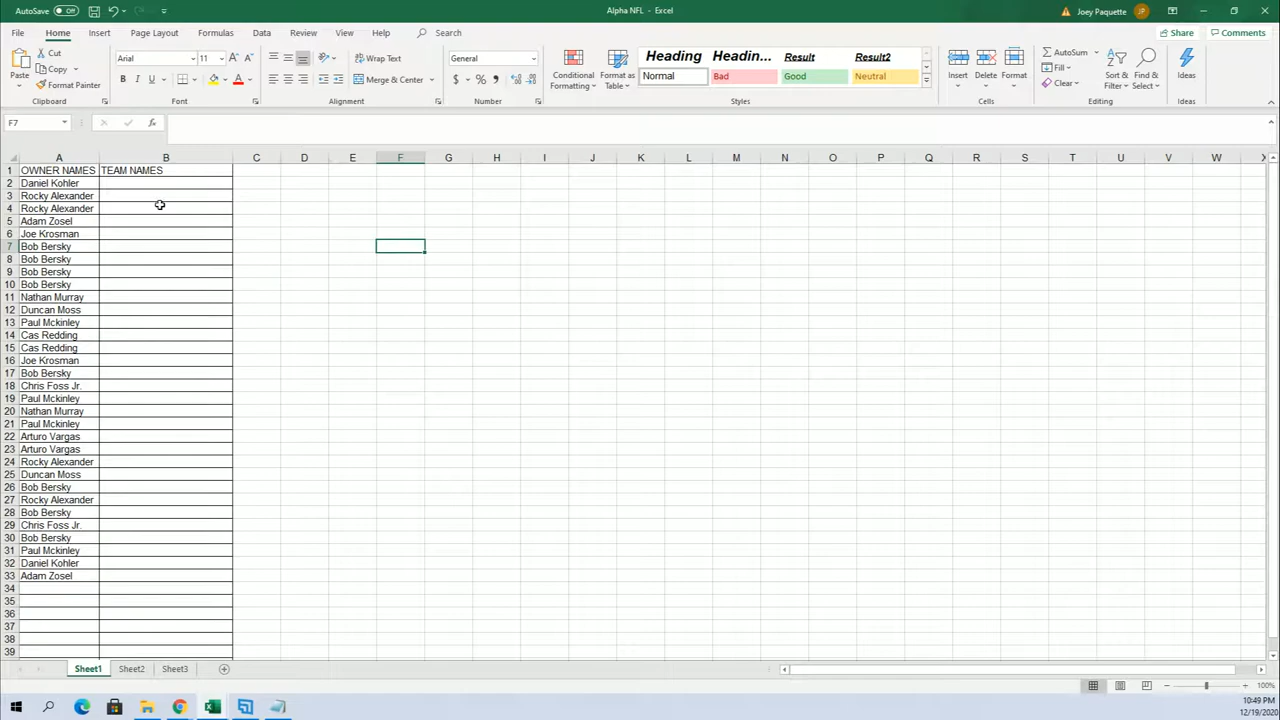 AutoSave Off Alpha NFL - Excel Joey Paquette JP
File Home Insert Page Layout Formulas Data Review View Help Search Share Comments
Cut
Copy
Format Painter
Paste
Clipboard
Arial 11
B I U
Font
Wrap Text
Merge & Center
Alignment
General
$ % ,
Number
Conditional Formatting
Format as Table
Heading Headin... Result Result2
Normal Bad Good Neutral
Styles
Insert Delete Format
Cells
AutoSum
Fill
Clear
Sort & Filter
Find & Select
Editing
Ideas
Ideas
F7 fx
A B C D E F G H I J K L M N O P Q R S T U V W X
1 OWNER NAMES TEAM NAMES
2 Daniel Kohler
3 Rocky Alexander
4 Rocky Alexander
5 Adam Zosel
6 Joe Krosman
7 Bob Bersky
8 Bob Bersky
9 Bob Bersky
10 Bob Bersky
11 Nathan Murray
12 Duncan Moss
13 Paul Mckinley
14 Cas Redding
15 Cas Redding
16 Joe Krosman
17 Bob Bersky
18 Chris Foss Jr.
19 Paul Mckinley
20 Nathan Murray
21 Paul Mckinley
22 Arturo Vargas
23 Arturo Vargas
24 Rocky Alexander
25 Duncan Moss
26 Bob Bersky
27 Rocky Alexander
28 Bob Bersky
29 Chris Foss Jr.
30 Bob Bersky
31 Paul Mckinley
32 Daniel Kohler
33 Adam Zosel
34
35
36
37
38
39
Sheet1 Sheet2 Sheet3
100%
10:49 PM
12/19/2020